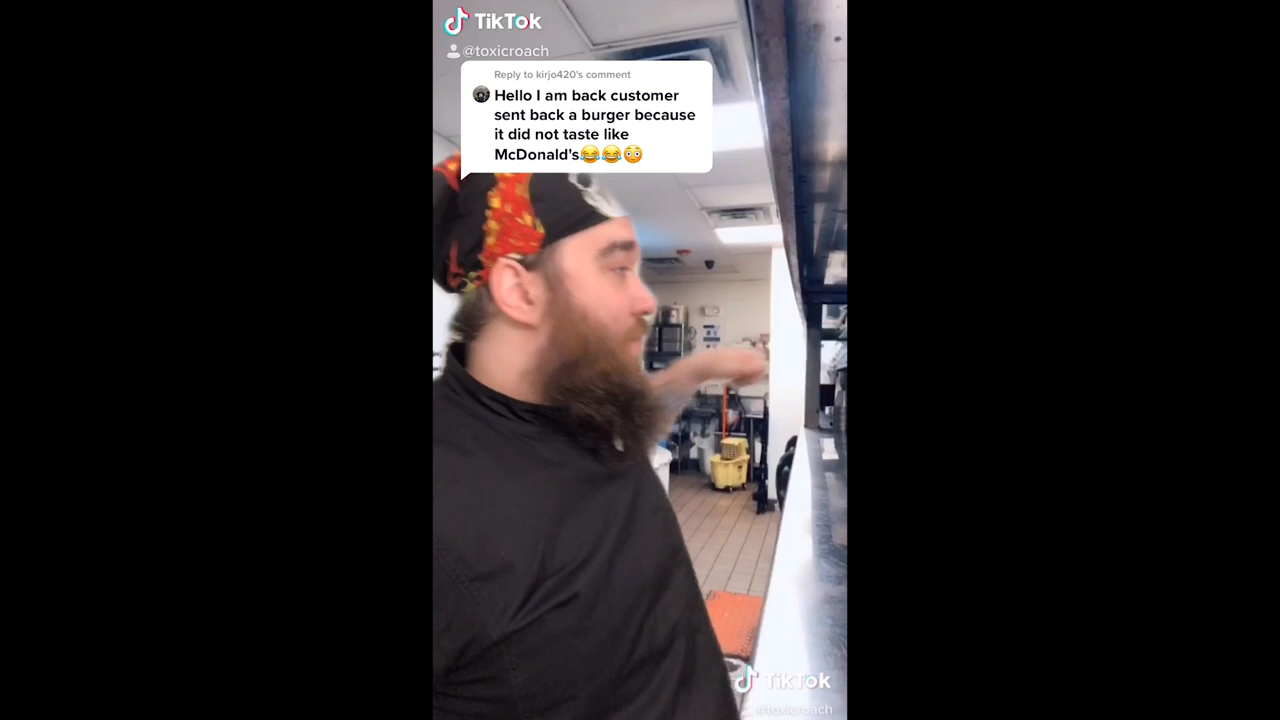 TikTok
@toxicroach
Reply to kirjo420's comment
Hello I am back customer
sent back a burger because
it did not taste like
McDonald's😂😂😳
TikTok
@toxicroach